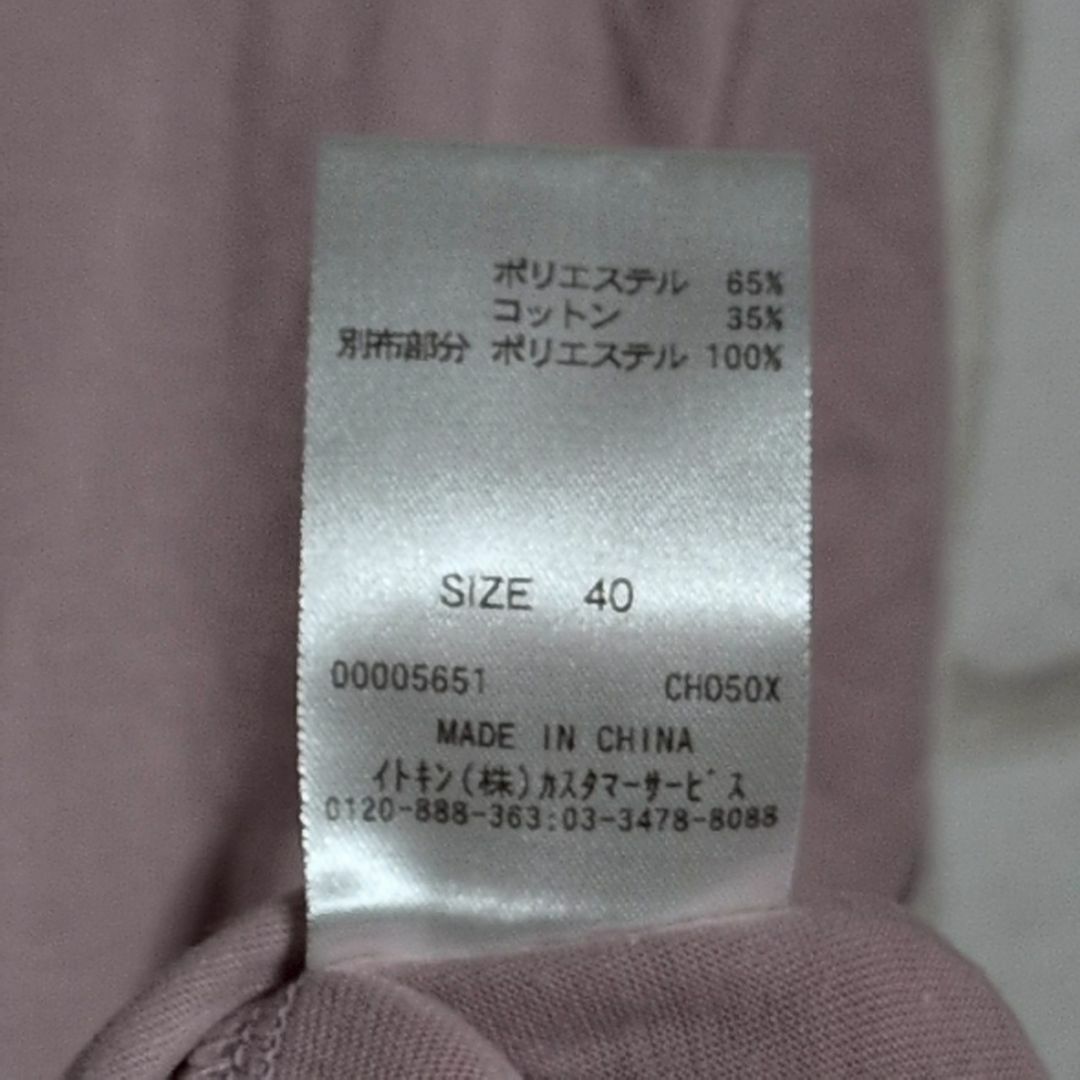 ポリエステル 65%
コットン 35%
別布部分 ポリエステル 100%
SIZE 40
00005651 CH050X
MADE IN CHINA
イトキン(株)カスタマーサービス
0120-888-363:03-3478-8088